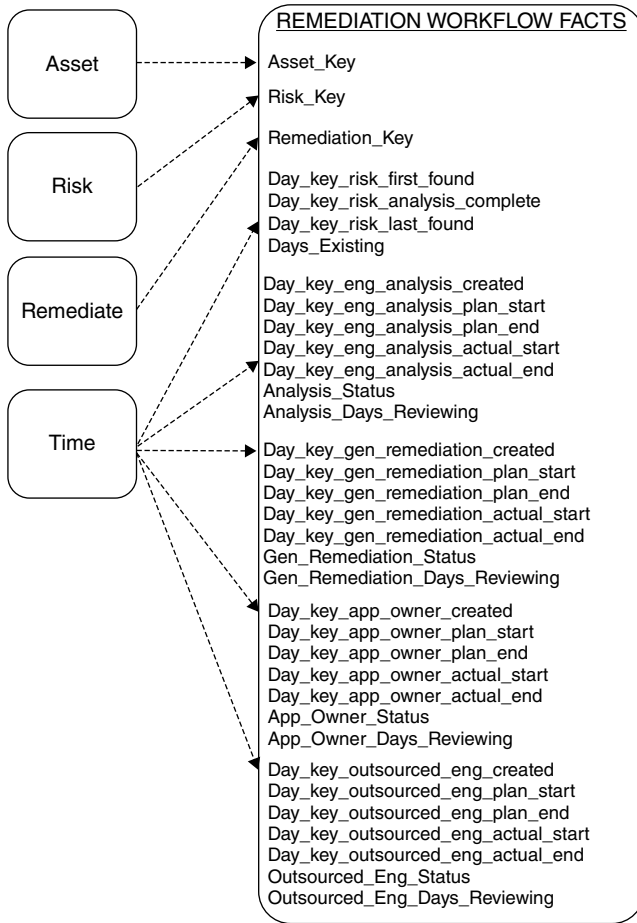 Asset
Risk
Remediate
Time
REMEDIATION WORKFLOW FACTS
Asset_Key
Risk_Key
Remediation_Key
Day_key_risk_first_found
Day_key_risk_analysis_complete
Day_key_risk_last_found
Days_Existing
Day_key_eng_analysis_created
Day_key_eng_analysis_plan_start
Day_key_eng_analysis_plan_end
Day_key_eng_analysis_actual_start
Day_key_eng_analysis_actual_end
Analysis_Status
Analysis_Days_Reviewing
Day_key_gen_remediation_created
Day_key_gen_remediation_plan_start
Day_key_gen_remediation_plan_end
Day_key_gen_remediation_actual_start
Day_key_gen_remediation_actual_end
Gen_Remediation_Status
Gen_Remediation_Days_Reviewing
Day_key_app_owner_created
Day_key_app_owner_plan_start
Day_key_app_owner_plan_end
Day_key_app_owner_actual_start
Day_key_app_owner_actual_end
App_Owner_Status
App_Owner_Days_Reviewing
Day_key_outsourced_eng_created
Day_key_outsourced_eng_plan_start
Day_key_outsourced_eng_plan_end
Day_key_outsourced_eng_actual_start
Day_key_outsourced_eng_actual_end
Outsourced_Eng_Status
Outsourced_Eng_Days_Reviewing